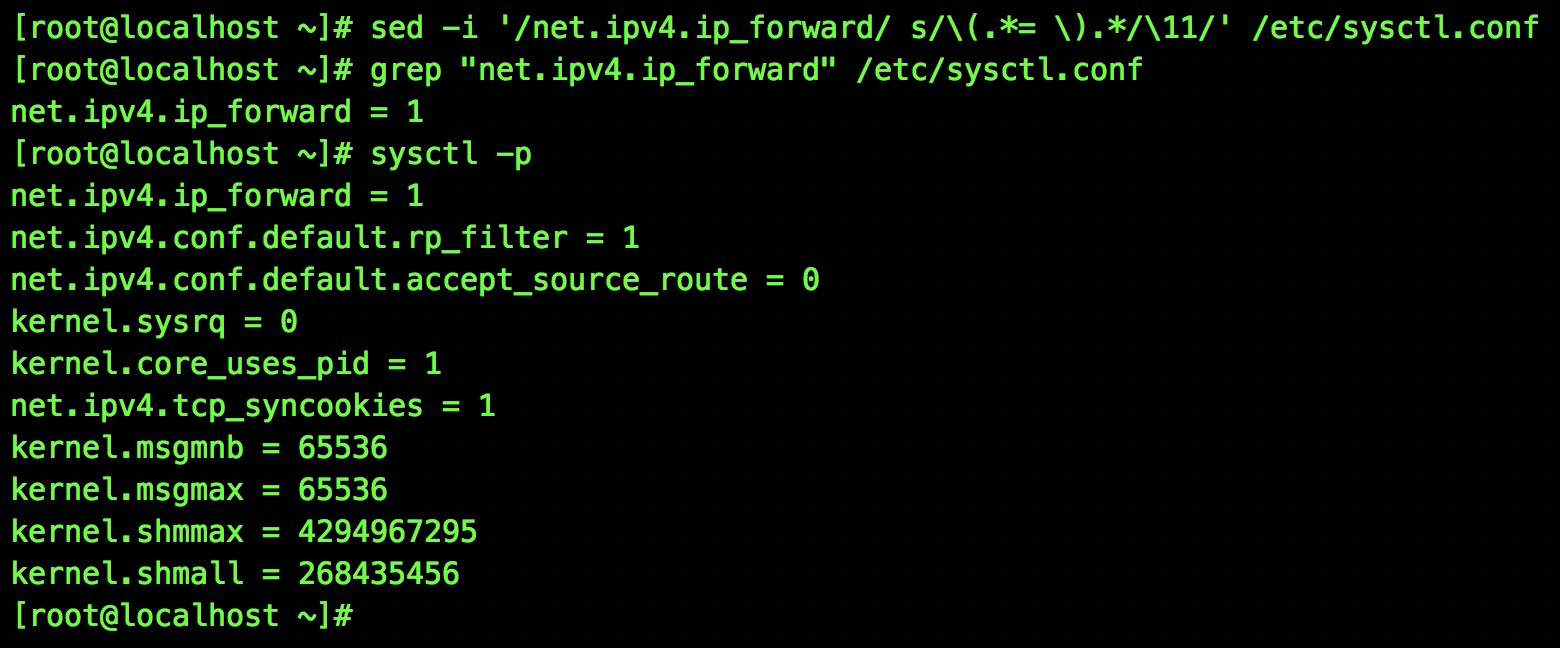 [root@localhost ~]# sed -i '/net.ipv4.ip_forward/ s/\(.*= \).*/\11/' /etc/sysctl.conf
[root@localhost ~]# grep "net.ipv4.ip_forward" /etc/sysctl.conf
net.ipv4.ip_forward = 1
[root@localhost ~]# sysctl -p
net.ipv4.ip_forward = 1
net.ipv4.conf.default.rp_filter = 1
net.ipv4.conf.default.accept_source_route = 0
kernel.sysrq = 0
kernel.core_uses_pid = 1
net.ipv4.tcp_syncookies = 1
kernel.msgmnb = 65536
kernel.msgmax = 65536
kernel.shmmax = 4294967295
kernel.shmall = 268435456
[root@localhost ~]#